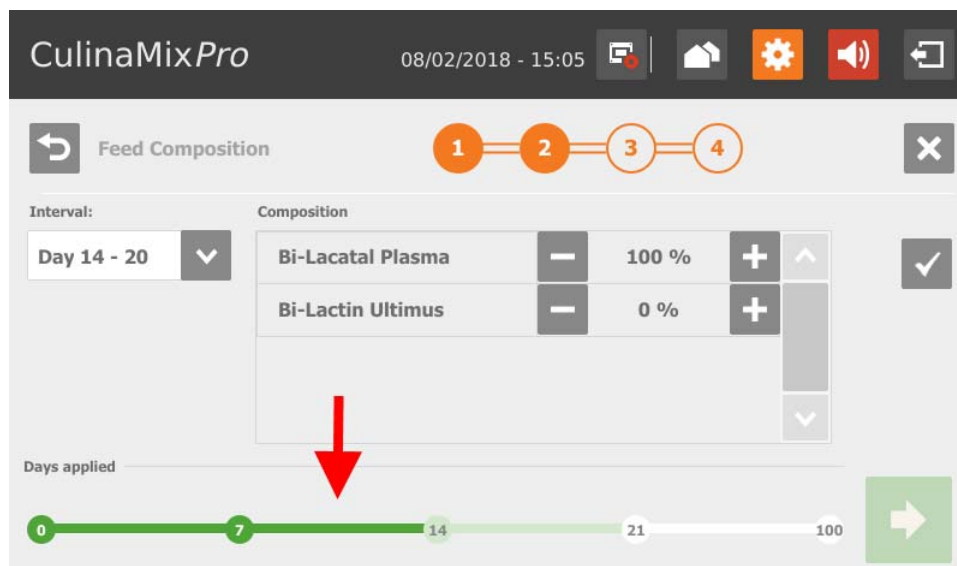 CulinaMixPro 08/02/2018 - 15:05
Feed Composition 1 2 3 4
Interval: Composition
Day 14 - 20 Bi-Lacatal Plasma 100 %
Bi-Lactin Ultimus 0 %
Days applied
0 7 14 21 100